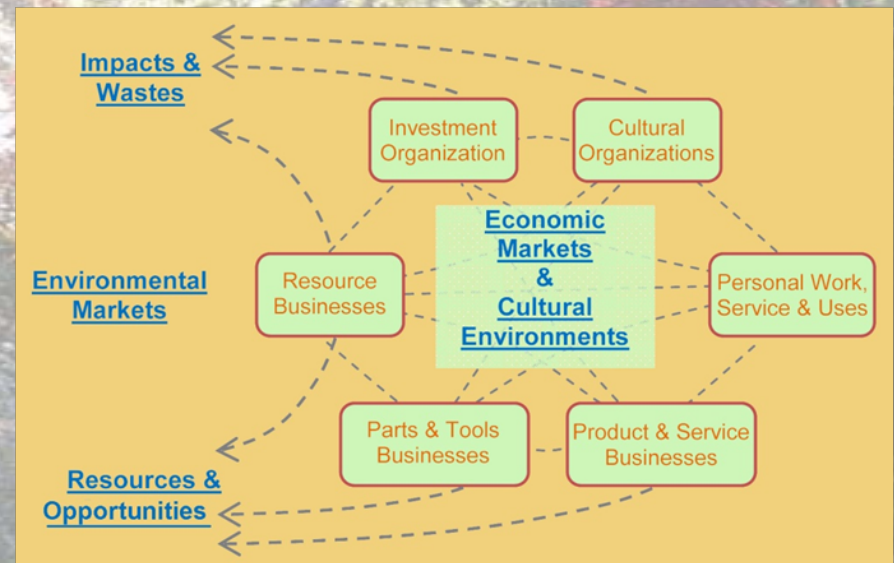 Impacts &
Wastes
Investment
Organization
Cultural
Organizations
Economic
Markets
&
Cultural
Environments
Environmental
Markets
Resource
Businesses
Personal Work,
Service & Uses
Parts & Tools
Businesses
Product & Service
Businesses
Resources &
Opportunities